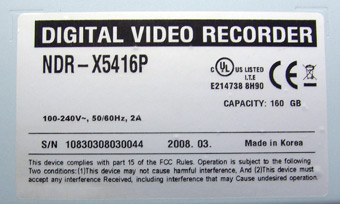 DIGITAL VIDEO RECORDER
NDR-X5416P
C UL US LISTED
I.T.E
E214738 8H90
CAPACITY: 160 GB
100-240V~, 50/60Hz, 2A
S/N 10830308030044 2008. 03. Made in Korea
This device complies with part 15 of the FCC Rules. Operation is subject to the following
Two conditions:(1)This device may not cause harmful interference, And (2)This device must
accept any interference Received, including interference that may Cause undesired operation.